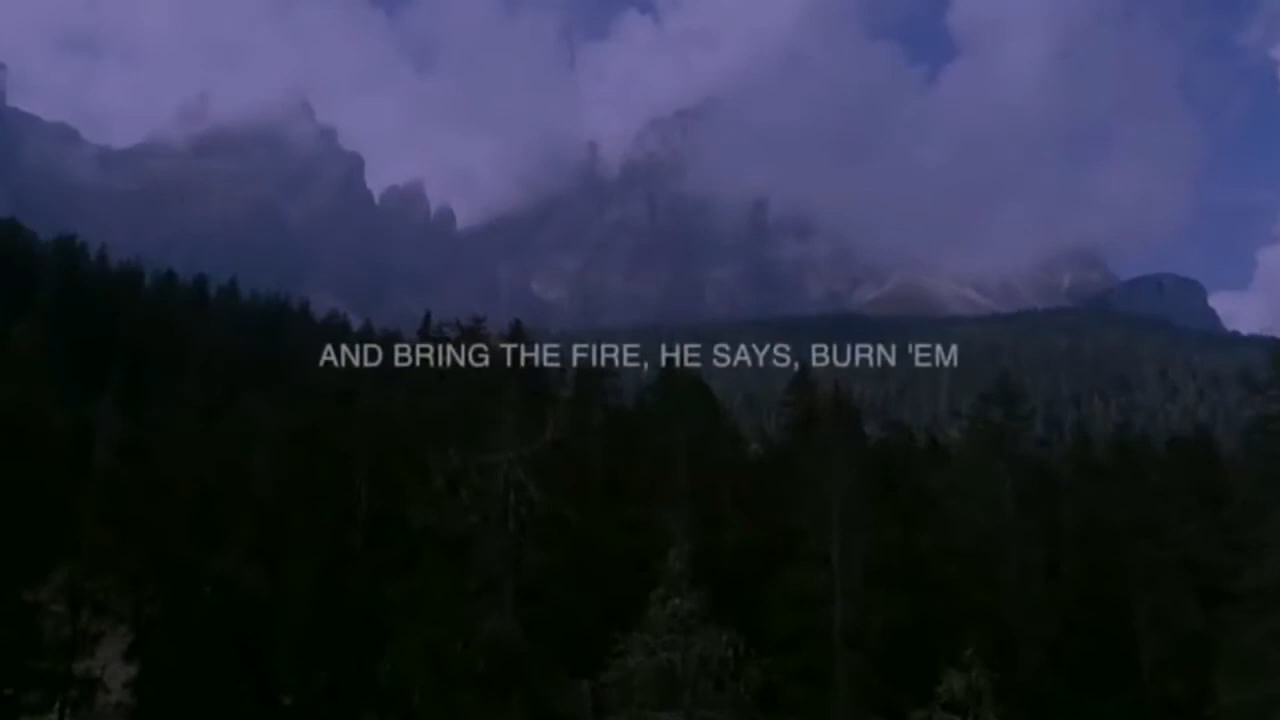 AND BRING THE FIRE, HE SAYS, BURN 'EM